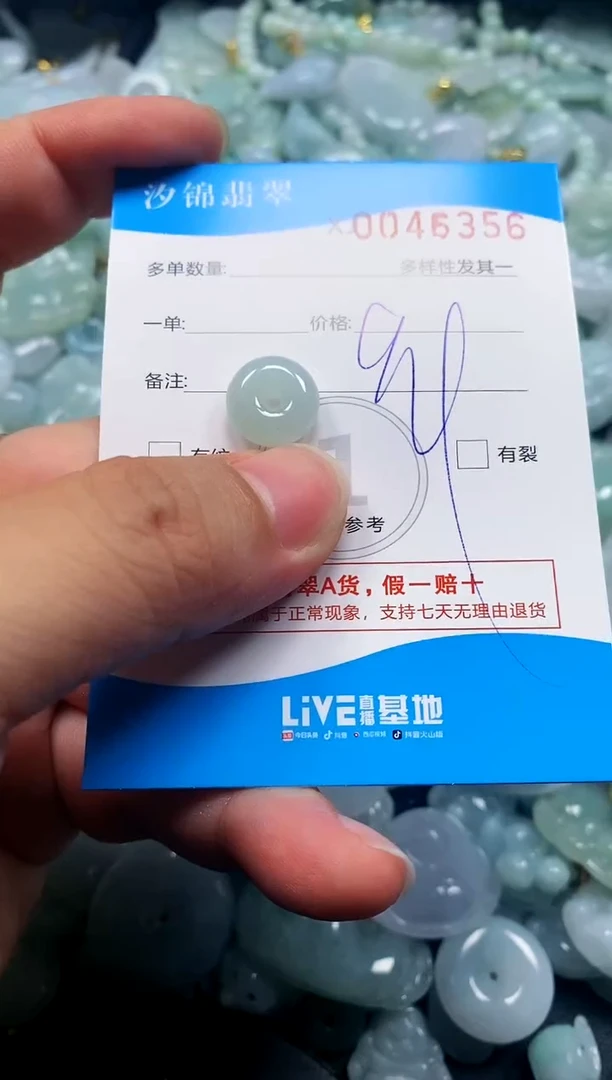 汐锦翡翠
0046356
多单数量: 多样性发其一
一单: 价格:
备注:
有裂
参考
翠A货，假一赔十
属于正常现象，支持七天无理由退货
LiVE直播基地
今日头条 抖音 西瓜视频 抖音火山版